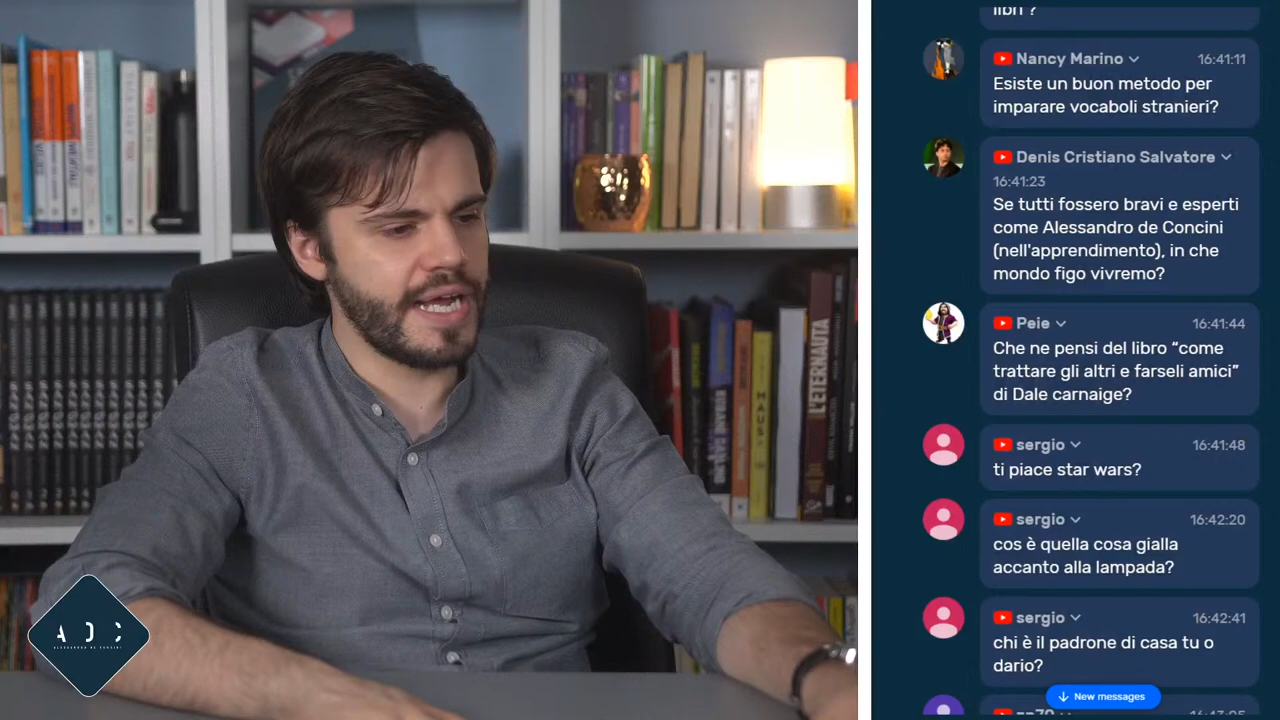 libri ?
Nancy Marino
16:41:11
Esiste un buon metodo per
imparare vocaboli stranieri?
Denis Cristiano Salvatore
16:41:23
Se tutti fossero bravi e esperti
come Alessandro de Concini
(nell'apprendimento), in che
mondo figo vivremo?
Peie
16:41:44
Che ne pensi del libro “come
trattare gli altri e farseli amici”
di Dale carnaige?
sergio
16:41:48
ti piace star wars?
sergio
16:42:20
cos è quella cosa gialla
accanto alla lampada?
sergio
16:42:41
chi è il padrone di casa tu o
dario?
New messages
L'ETERNAUTA
MAUS
ADC
ALESSANDRO DE CONCINI